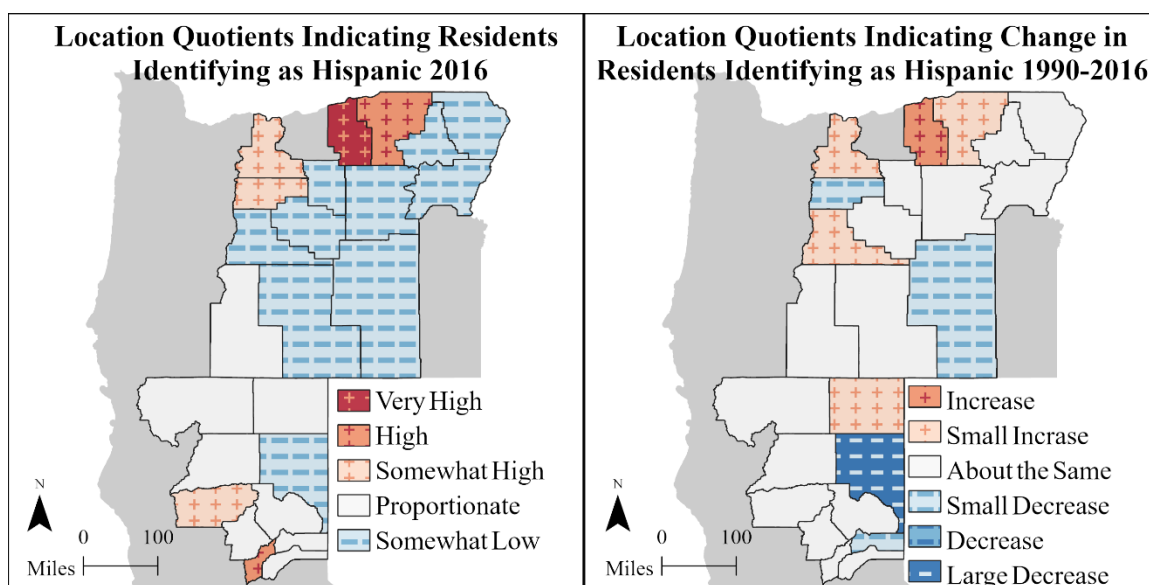 Location Quotients Indicating Residents
Identifying as Hispanic 2016
Very High
High
Somewhat High
Proportionate
Somewhat Low
N
0 100
Miles
Location Quotients Indicating Change in
Residents Identifying as Hispanic 1990-2016
Increase
Small Incrase
About the Same
Small Decrease
Decrease
Large Decrease
N
0 100
Miles